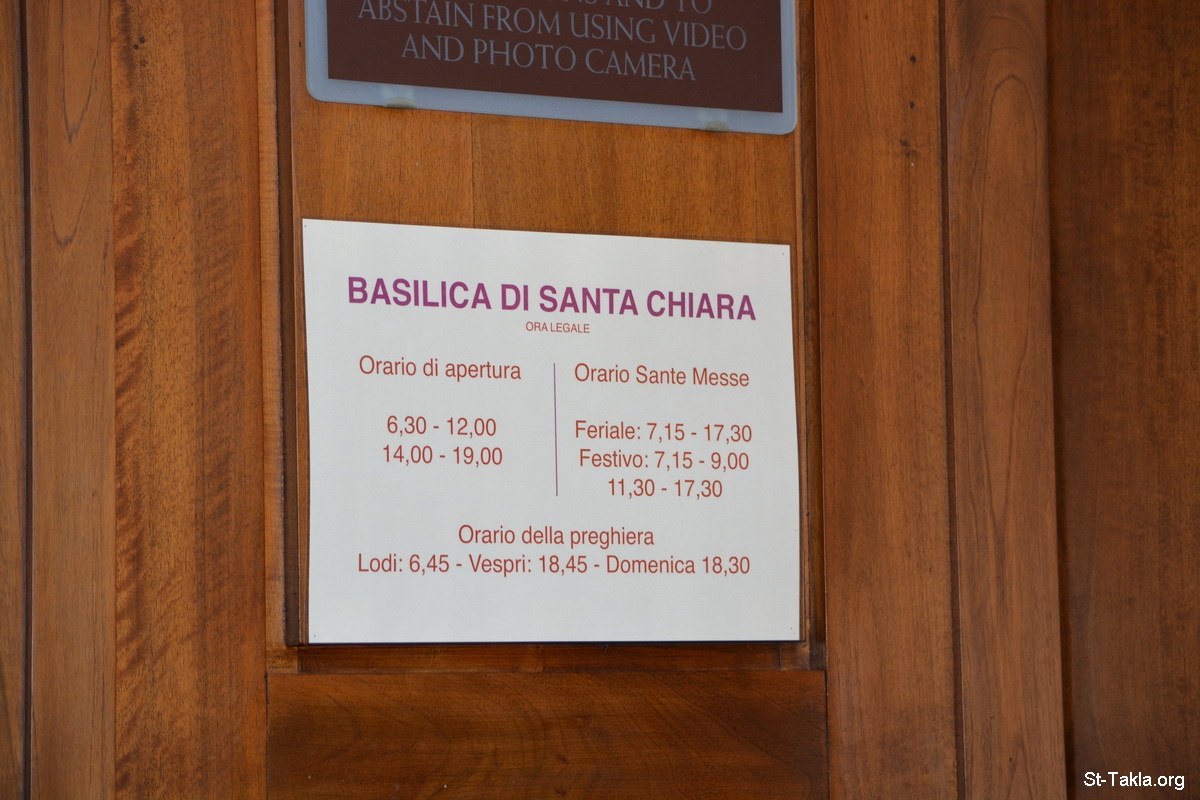 AND TO
ABSTAIN FROM USING VIDEO
AND PHOTO CAMERA
BASILICA DI SANTA CHIARA
ORA LEGALE
Orario di apertura
6,30 - 12,00
14,00 - 19,00
Orario Sante Messe
Feriale: 7,15 - 17,30
Festivo: 7,15 - 9,00
11,30 - 17,30
Orario della preghiera
Lodi: 6,45 - Vespri: 18,45 - Domenica 18,30
St-Takla.org